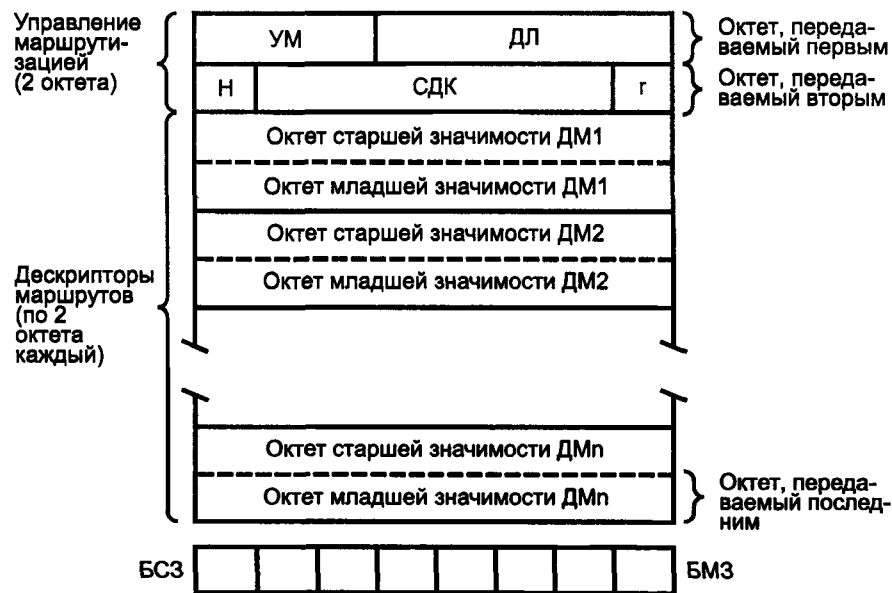 Управление
маршрути-
зацией
(2 октета)
УМ
ДЛ
Октет, переда-
ваемый первым
Н
СДК
r
Октет, переда-
ваемый вторым
Октет старшей значимости ДМ1
Октет младшей значимости ДМ1
Октет старшей значимости ДМ2
Октет младшей значимости ДМ2
Дескрипторы
маршрутов
(по 2
октета
каждый)
Октет старшей значимости ДМn
Октет младшей значимости ДМn
Октет, переда-
ваемый послед-
ним
БСЗ
БМЗ